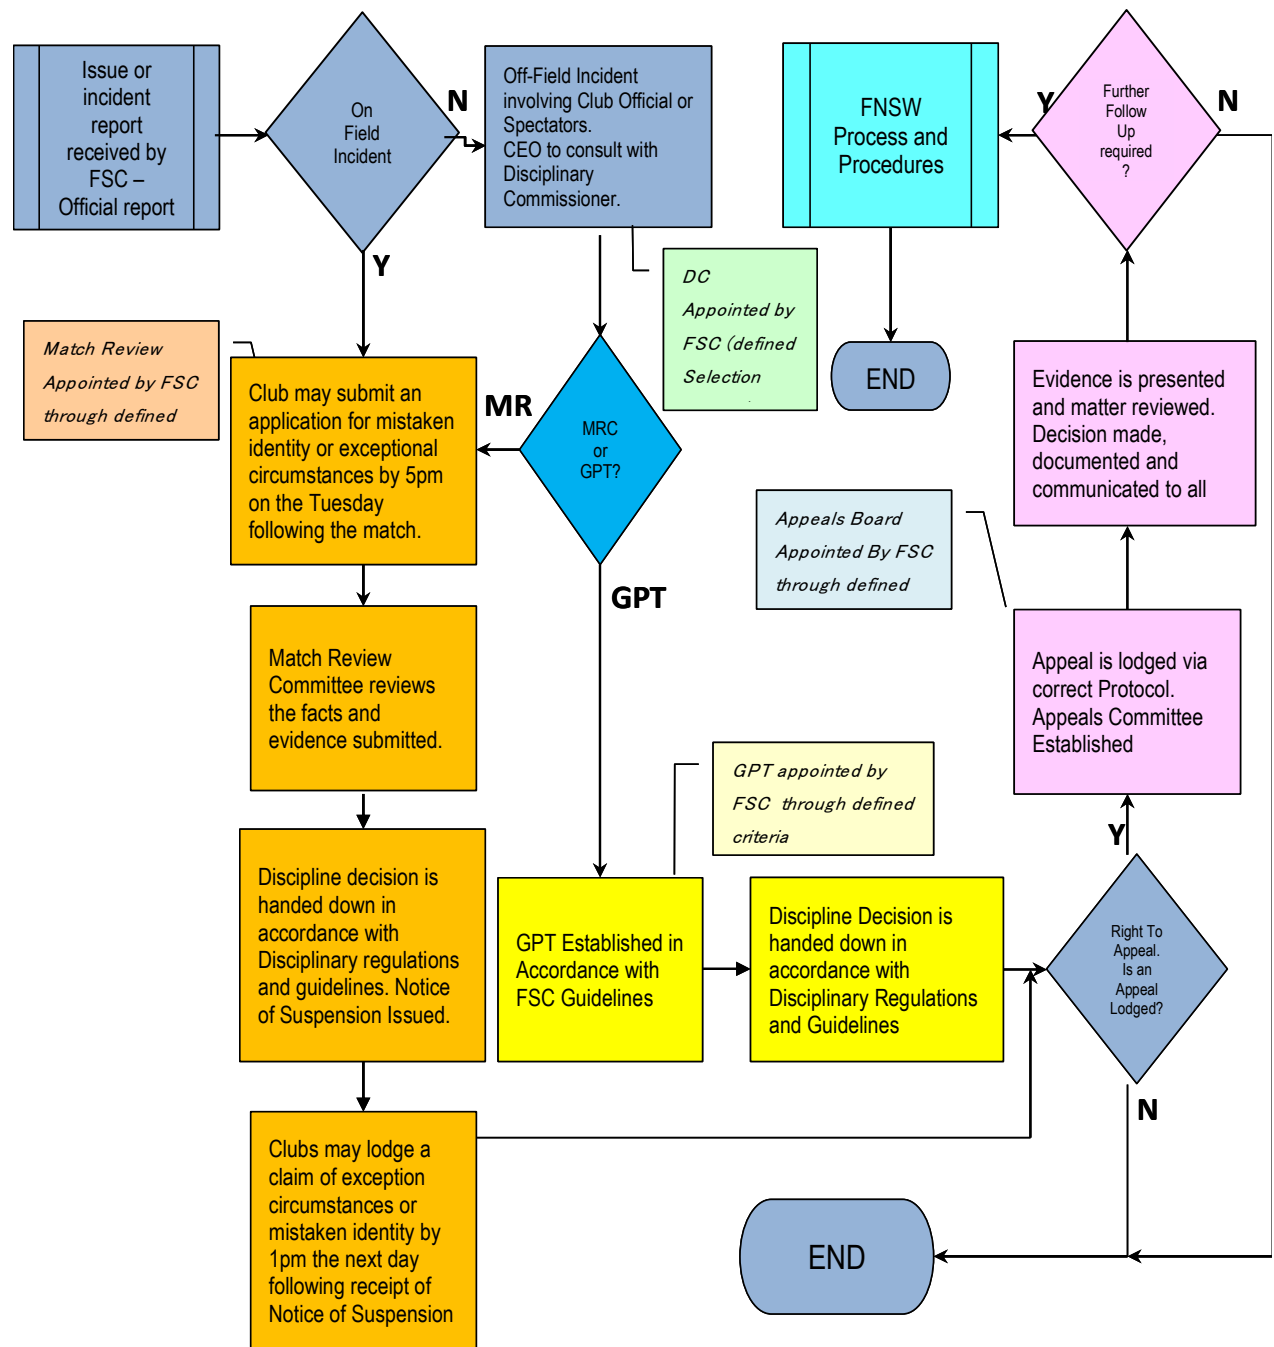 Issue or
incident
report
received by
FSC –
Official report
On
Field
Incident
N
Y
Off-Field Incident
involving Club Official or
Spectators.
CEO to consult with
Disciplinary
Commissioner.
FNSW
Process and
Procedures
Y
Further
Follow
Up
required
?
N
DC
Appointed by
FSC (defined
Selection
Match Review
Appointed by FSC
through defined
Club may submit an
application for mistaken
identity or exceptional
circumstances by 5pm
on the Tuesday
following the match.
MR
MRC
or
GPT?
GPT
END
Evidence is presented
and matter reviewed.
Decision made,
documented and
communicated to all
Appeals Board
Appointed By FSC
through defined
Match Review
Committee reviews
the facts and
evidence submitted.
Appeal is lodged via
correct Protocol.
Appeals Committee
Established
GPT appointed by
FSC through defined
criteria
Y
Discipline decision is
handed down in
accordance with
Disciplinary regulations
and guidelines. Notice
of Suspension Issued.
GPT Established in
Accordance with
FSC Guidelines
Discipline Decision is
handed down in
accordance with
Disciplinary Regulations
and Guidelines
Right To
Appeal.
Is an
Appeal
Lodged?
N
Clubs may lodge a
claim of exception
circumstances or
mistaken identity by
1pm the next day
following receipt of
Notice of Suspension
END